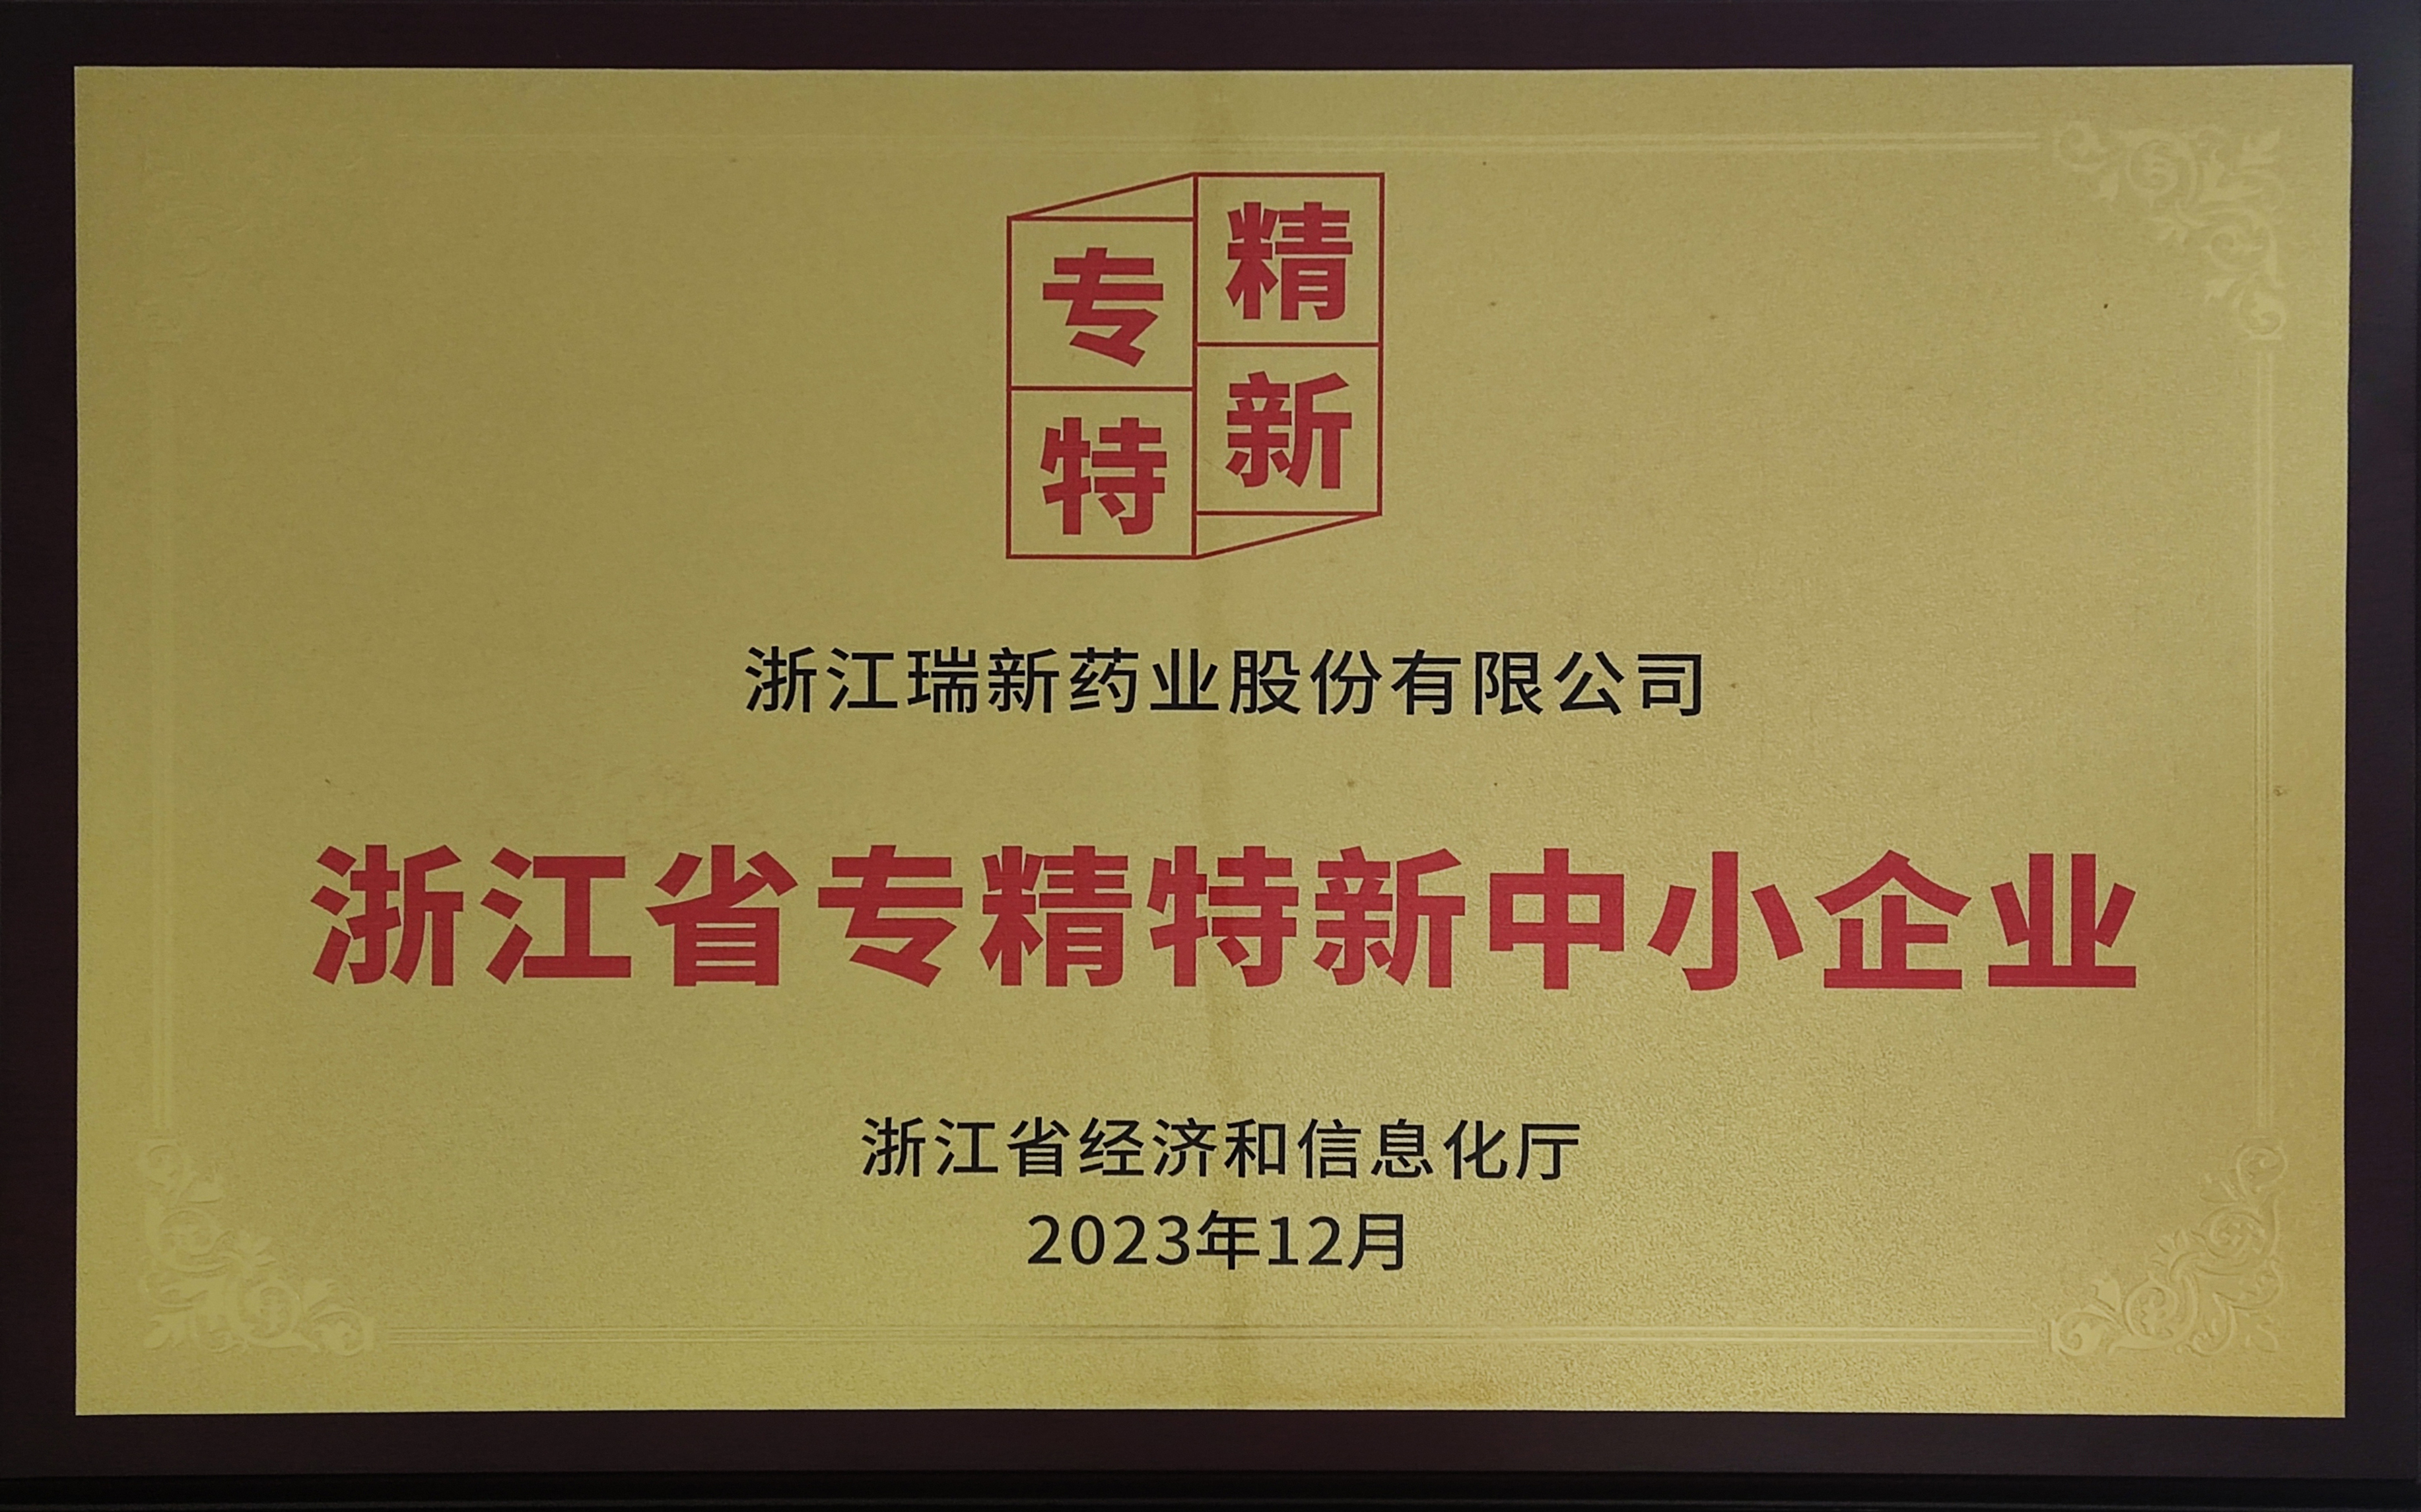 专精
特新
浙江瑞新药业股份有限公司
浙江省专精特新中小企业
浙江省经济和信息化厅
2023年12月